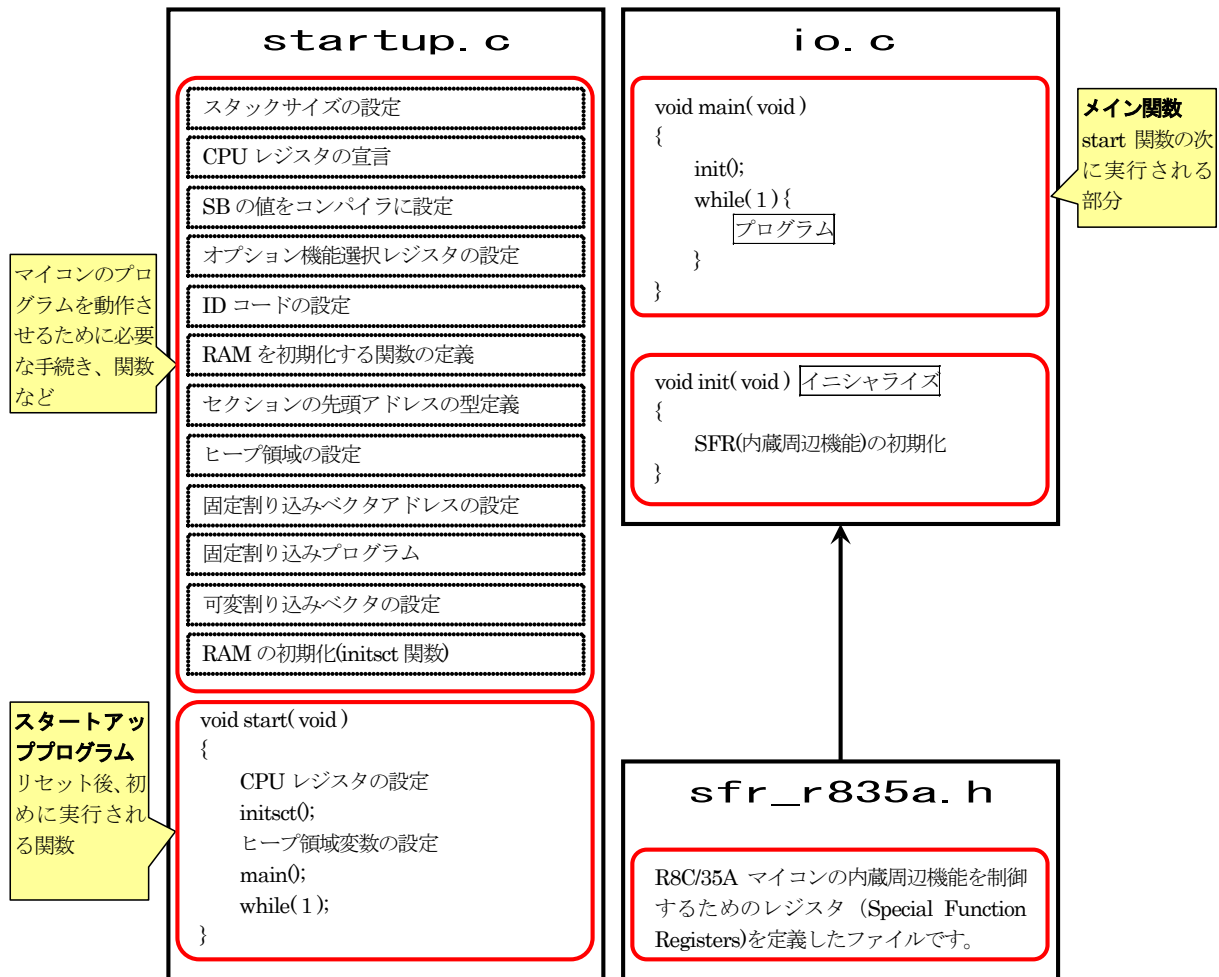 startup.c
スタックサイズの設定
CPU レジスタの宣言
SB の値をコンパイラに設定
オプション機能選択レジスタの設定
ID コードの設定
RAM を初期化する関数の定義
セクションの先頭アドレスの型定義
ヒープ領域の設定
固定割り込みベクタアドレスの設定
固定割り込みプログラム
可変割り込みベクタの設定
RAM の初期化(initsct 関数)
マイコンのプロ
グラムを動作さ
せるために必要
な手続き、関数
など
void start( void )
{
CPU レジスタの設定
initsct();
ヒープ領域変数の設定
main();
while( 1 );
}
スタートアッ
ププログラム
リセット後、初
めに実行され
る関数
io.c
void main( void )
{
init();
while( 1 ) {
プログラム
}
}
メイン関数
start 関数の次
に実行される
部分
void init( void ) イニシャライズ
{
SFR(内蔵周辺機能)の初期化
}
sfr_r835a.h
R8C/35A マイコンの内蔵周辺機能を制御
するためのレジスタ（Special Function
Registers)を定義したファイルです。